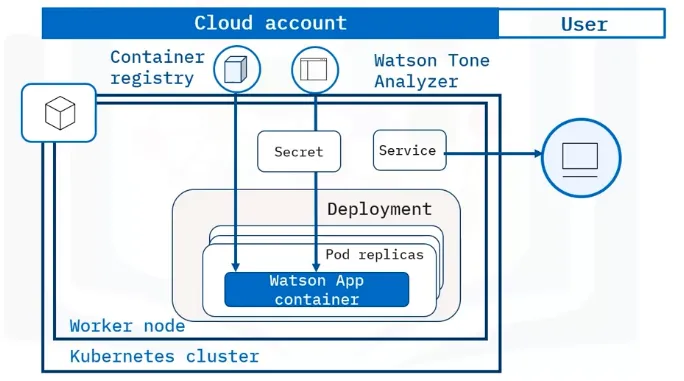 Cloud account
User
Container
registry
Watson Tone
Analyzer
Secret
Service
Deployment
Pod replicas
Watson App
container
Worker node
Kubernetes cluster